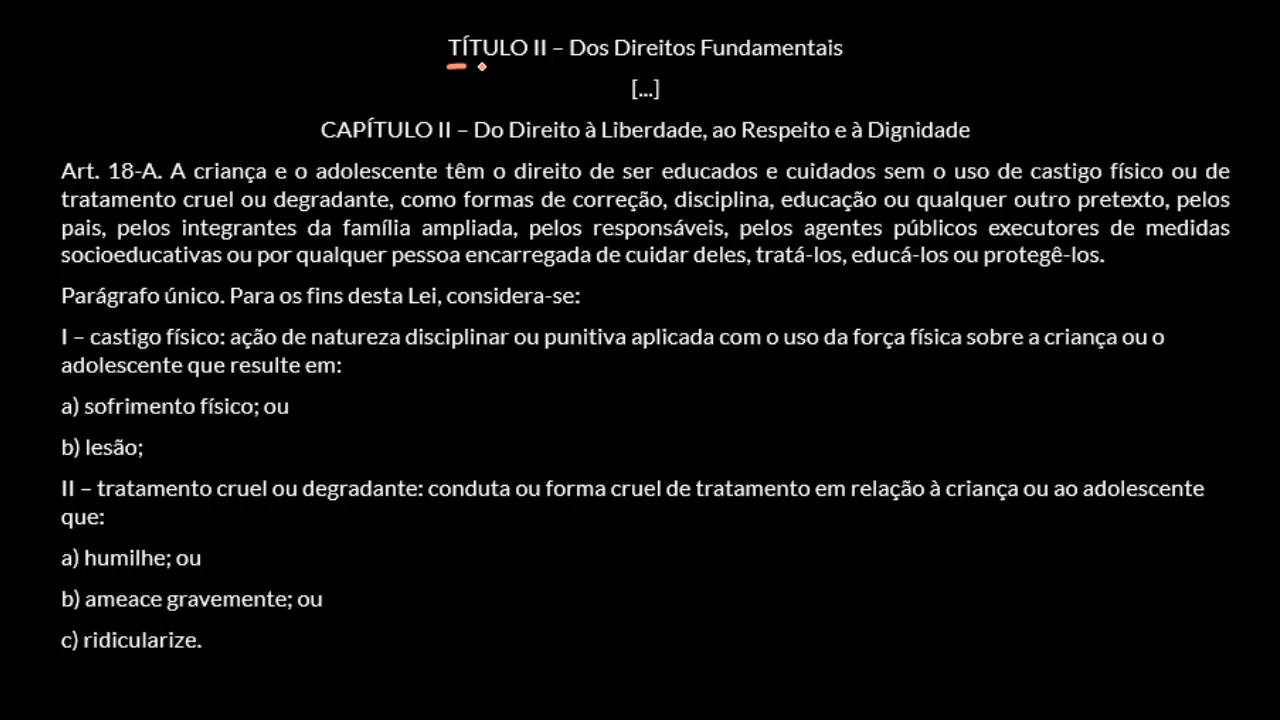 TÍTULO II – Dos Direitos Fundamentais
[...]
CAPÍTULO II – Do Direito à Liberdade, ao Respeito e à Dignidade
Art. 18-A. A criança e o adolescente têm o direito de ser educados e cuidados sem o uso de castigo físico ou de
tratamento cruel ou degradante, como formas de correção, disciplina, educação ou qualquer outro pretexto, pelos
pais, pelos integrantes da família ampliada, pelos responsáveis, pelos agentes públicos executores de medidas
socioeducativas ou por qualquer pessoa encarregada de cuidar deles, tratá-los, educá-los ou protegê-los.
Parágrafo único. Para os fins desta Lei, considera-se:
I – castigo físico: ação de natureza disciplinar ou punitiva aplicada com o uso da força física sobre a criança ou o
adolescente que resulte em:
a) sofrimento físico; ou
b) lesão;
II – tratamento cruel ou degradante: conduta ou forma cruel de tratamento em relação à criança ou ao adolescente
que:
a) humilhe; ou
b) ameace gravemente; ou
c) ridicularize.